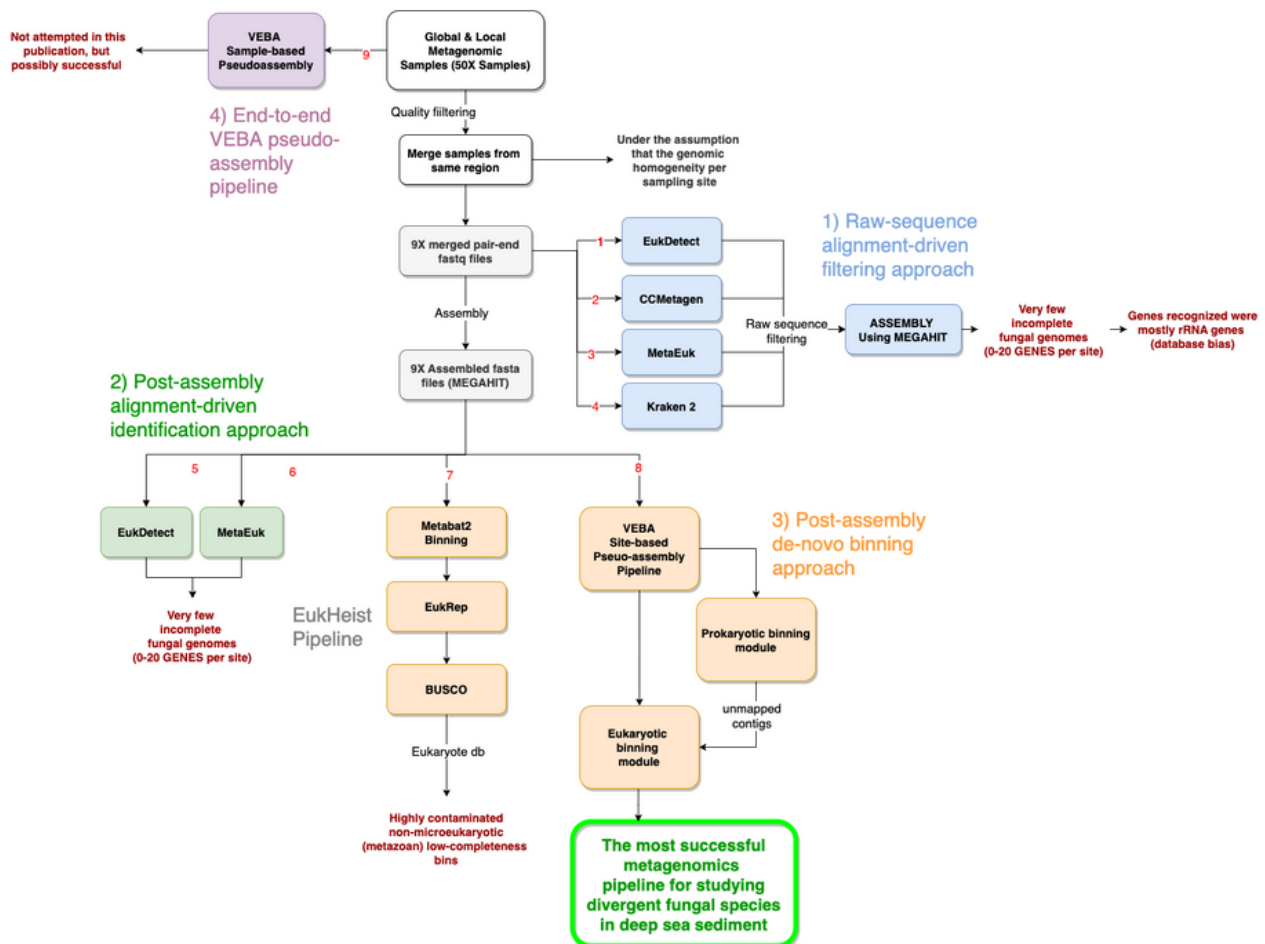 Not attempted in this
publication, but
possibly successful
VEBA
Sample-based
Pseudoassembly
9
Global & Local
Metagenomic
Samples (50X Samples)
4) End-to-end
VEBA pseudo-
assembly
pipeline
Quality fiiltering
Merge samples from
same region
Under the assumption
that the genomic
homogeneity per
sampling site
9X merged pair-end
fastq files
1
EukDetect
2
CCMetagen
3
MetaEuk
4
Kraken 2
1) Raw-sequence
alignment-driven
filtering approach
Raw sequence
filtering
ASSEMBLY
Using MEGAHIT
Very few
incomplete
fungal genomes
(0-20 GENES per site)
Genes recognized were
mostly rRNA genes
(database bias)
Assembly
9X Assembled fasta
files (MEGAHIT)
2) Post-assembly
alignment-driven
identification approach
5
6
7
8
EukDetect
MetaEuk
Very few
incomplete
fungal genomes
(0-20 GENES per site)
EukHeist
Pipeline
Metabat2
Binning
EukRep
BUSCO
Eukaryote db
Highly contaminated
non-microeukaryotic
(metazoan) low-completeness
bins
VEBA
Site-based
Pseuo-assembly
Pipeline
3) Post-assembly
de-novo binning
approach
Prokaryotic binning
module
unmapped
contigs
Eukaryotic
binning
module
The most successful
metagenomics
pipeline for studying
divergent fungal species
in deep sea sediment